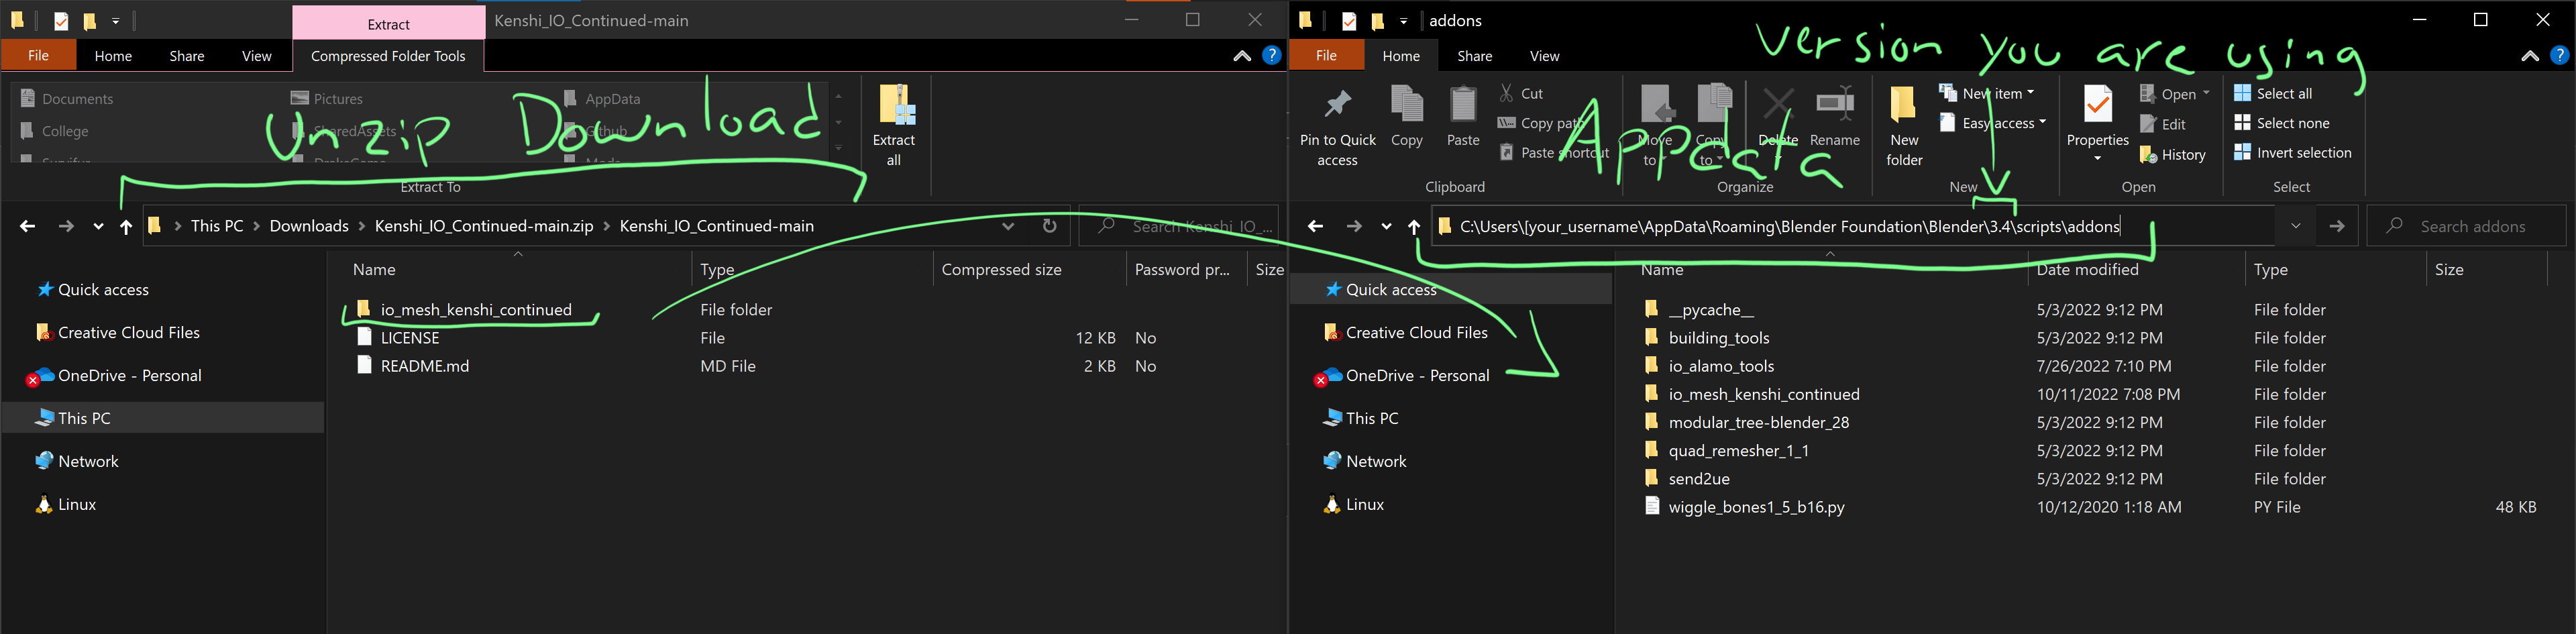 Extract
Kenshi_IO_Continued-main
File
Home
Share
View
Compressed Folder Tools
Documents
Pictures
AppData
College
SharedAssets
Github
Extract all
Extract To
Unzip Download
This PC > Downloads > Kenshi_IO_Continued-main.zip > Kenshi_IO_Continued-main
Search Kenshi_IO_...
Name
Type
Compressed size
Password pr...
Size
Quick access
Creative Cloud Files
OneDrive - Personal
This PC
Network
Linux
io_mesh_kenshi_continued
File folder
LICENSE
File
12 KB
No
README.md
MD File
2 KB
No
addons
File
Home
Share
View
version you are using
Pin to Quick access
Copy
Paste
Cut
Copy path
Paste shortcut
Clipboard
Move to
Copy to
Delete
Rename
Organize
Appdata
New folder
New item
Easy access
New
Properties
Open
Edit
History
Open
Select all
Select none
Invert selection
Select
C:\Users\[your_username\AppData\Roaming\Blender Foundation\Blender\3.4\scripts\addons
Search addons
Name
Date modified
Type
Size
Quick access
Creative Cloud Files
OneDrive - Personal
This PC
Network
Linux
__pycache__ 5/3/2022 9:12 PM File folder
building_tools 5/3/2022 9:12 PM File folder
io_alamo_tools 7/26/2022 7:10 PM File folder
io_mesh_kenshi_continued 10/11/2022 7:08 PM File folder
modular_tree-blender_28 5/3/2022 9:12 PM File folder
quad_remesher_1_1 5/3/2022 9:12 PM File folder
send2ue 5/3/2022 9:12 PM File folder
wiggle_bones1_5_b16.py 10/12/2020 1:18 AM PY File 48 KB